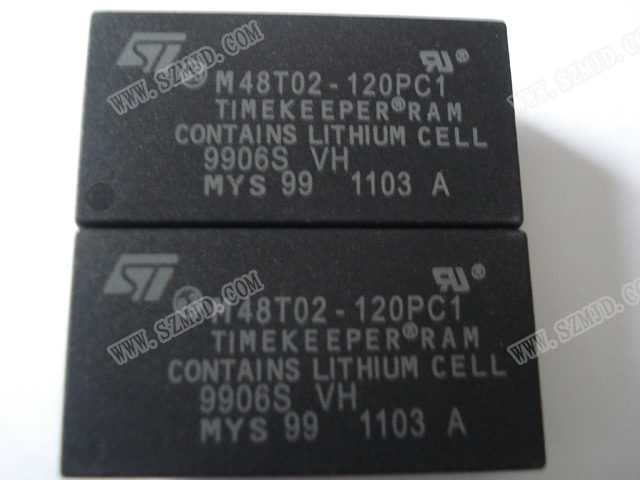 ST
M48T02-120PC1
TIMEKEEPER®RAM
CONTAINS LITHIUM CELL
9906S VH
MYS 99 1103 A
ST
M48T02-120PC1
TIMEKEEPER®RAM
CONTAINS LITHIUM CELL
9906S VH
MYS 99 1103 A
WWW.SZMJD.COM
WWW.SZMJD.COM
WWW.SZMJD.COM
WWW.SZMJD.COM